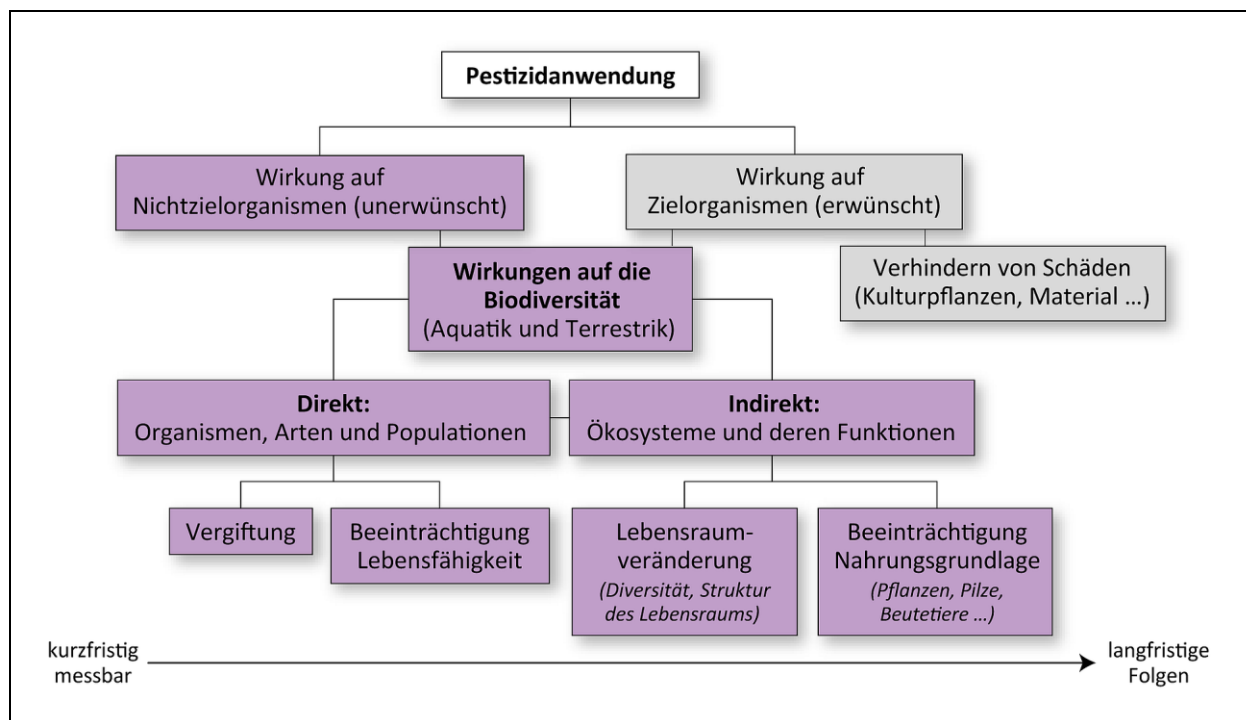 Pestizidanwendung
Wirkung auf
Nichtzielorganismen (unerwünscht)
Wirkung auf
Zielorganismen (erwünscht)
Wirkungen auf die
Biodiversität
(Aquatik und Terrestrik)
Verhindern von Schäden
(Kulturpflanzen, Material ...)
Direkt:
Organismen, Arten und Populationen
Indirekt:
Ökosysteme und deren Funktionen
Vergiftung
Beeinträchtigung
Lebensfähigkeit
Lebensraum-
veränderung
(Diversität, Struktur
des Lebensraums)
Beeinträchtigung
Nahrungsgrundlage
(Pflanzen, Pilze,
Beutetiere ...)
kurzfristig
messbar
langfristige
Folgen